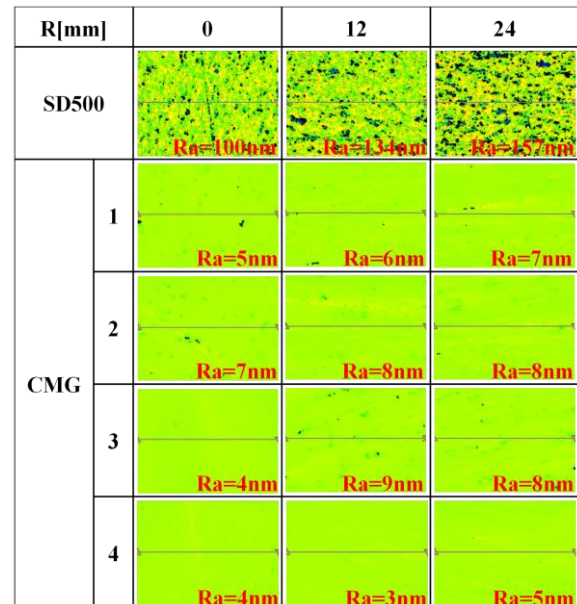 R[mm] 0 12 24
SD500
Ra=100nm Ra=134nm Ra=157nm
CMG
1
Ra=5nm Ra=6nm Ra=7nm
2
Ra=7nm Ra=8nm Ra=8nm
3
Ra=4nm Ra=9nm Ra=8nm
4
Ra=4nm Ra=3nm Ra=5nm